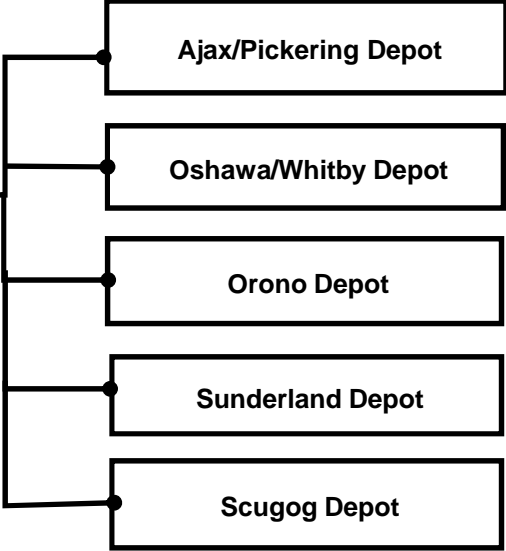 Ajax/Pickering Depot
Oshawa/Whitby Depot
Orono Depot
Sunderland Depot
Scugog Depot